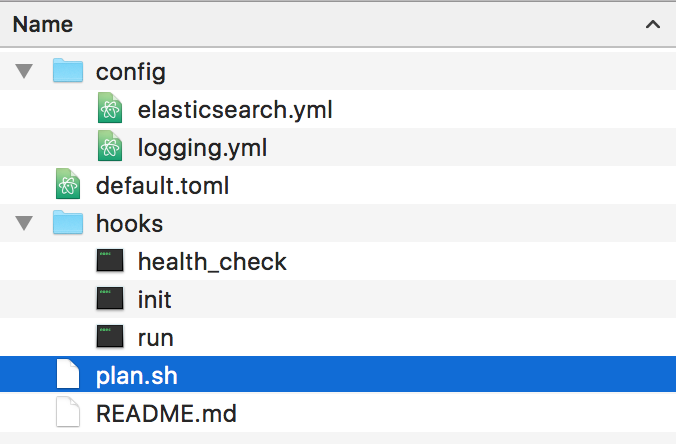 Name
config
elasticsearch.yml
logging.yml
default.toml
hooks
health_check
init
run
plan.sh
README.md